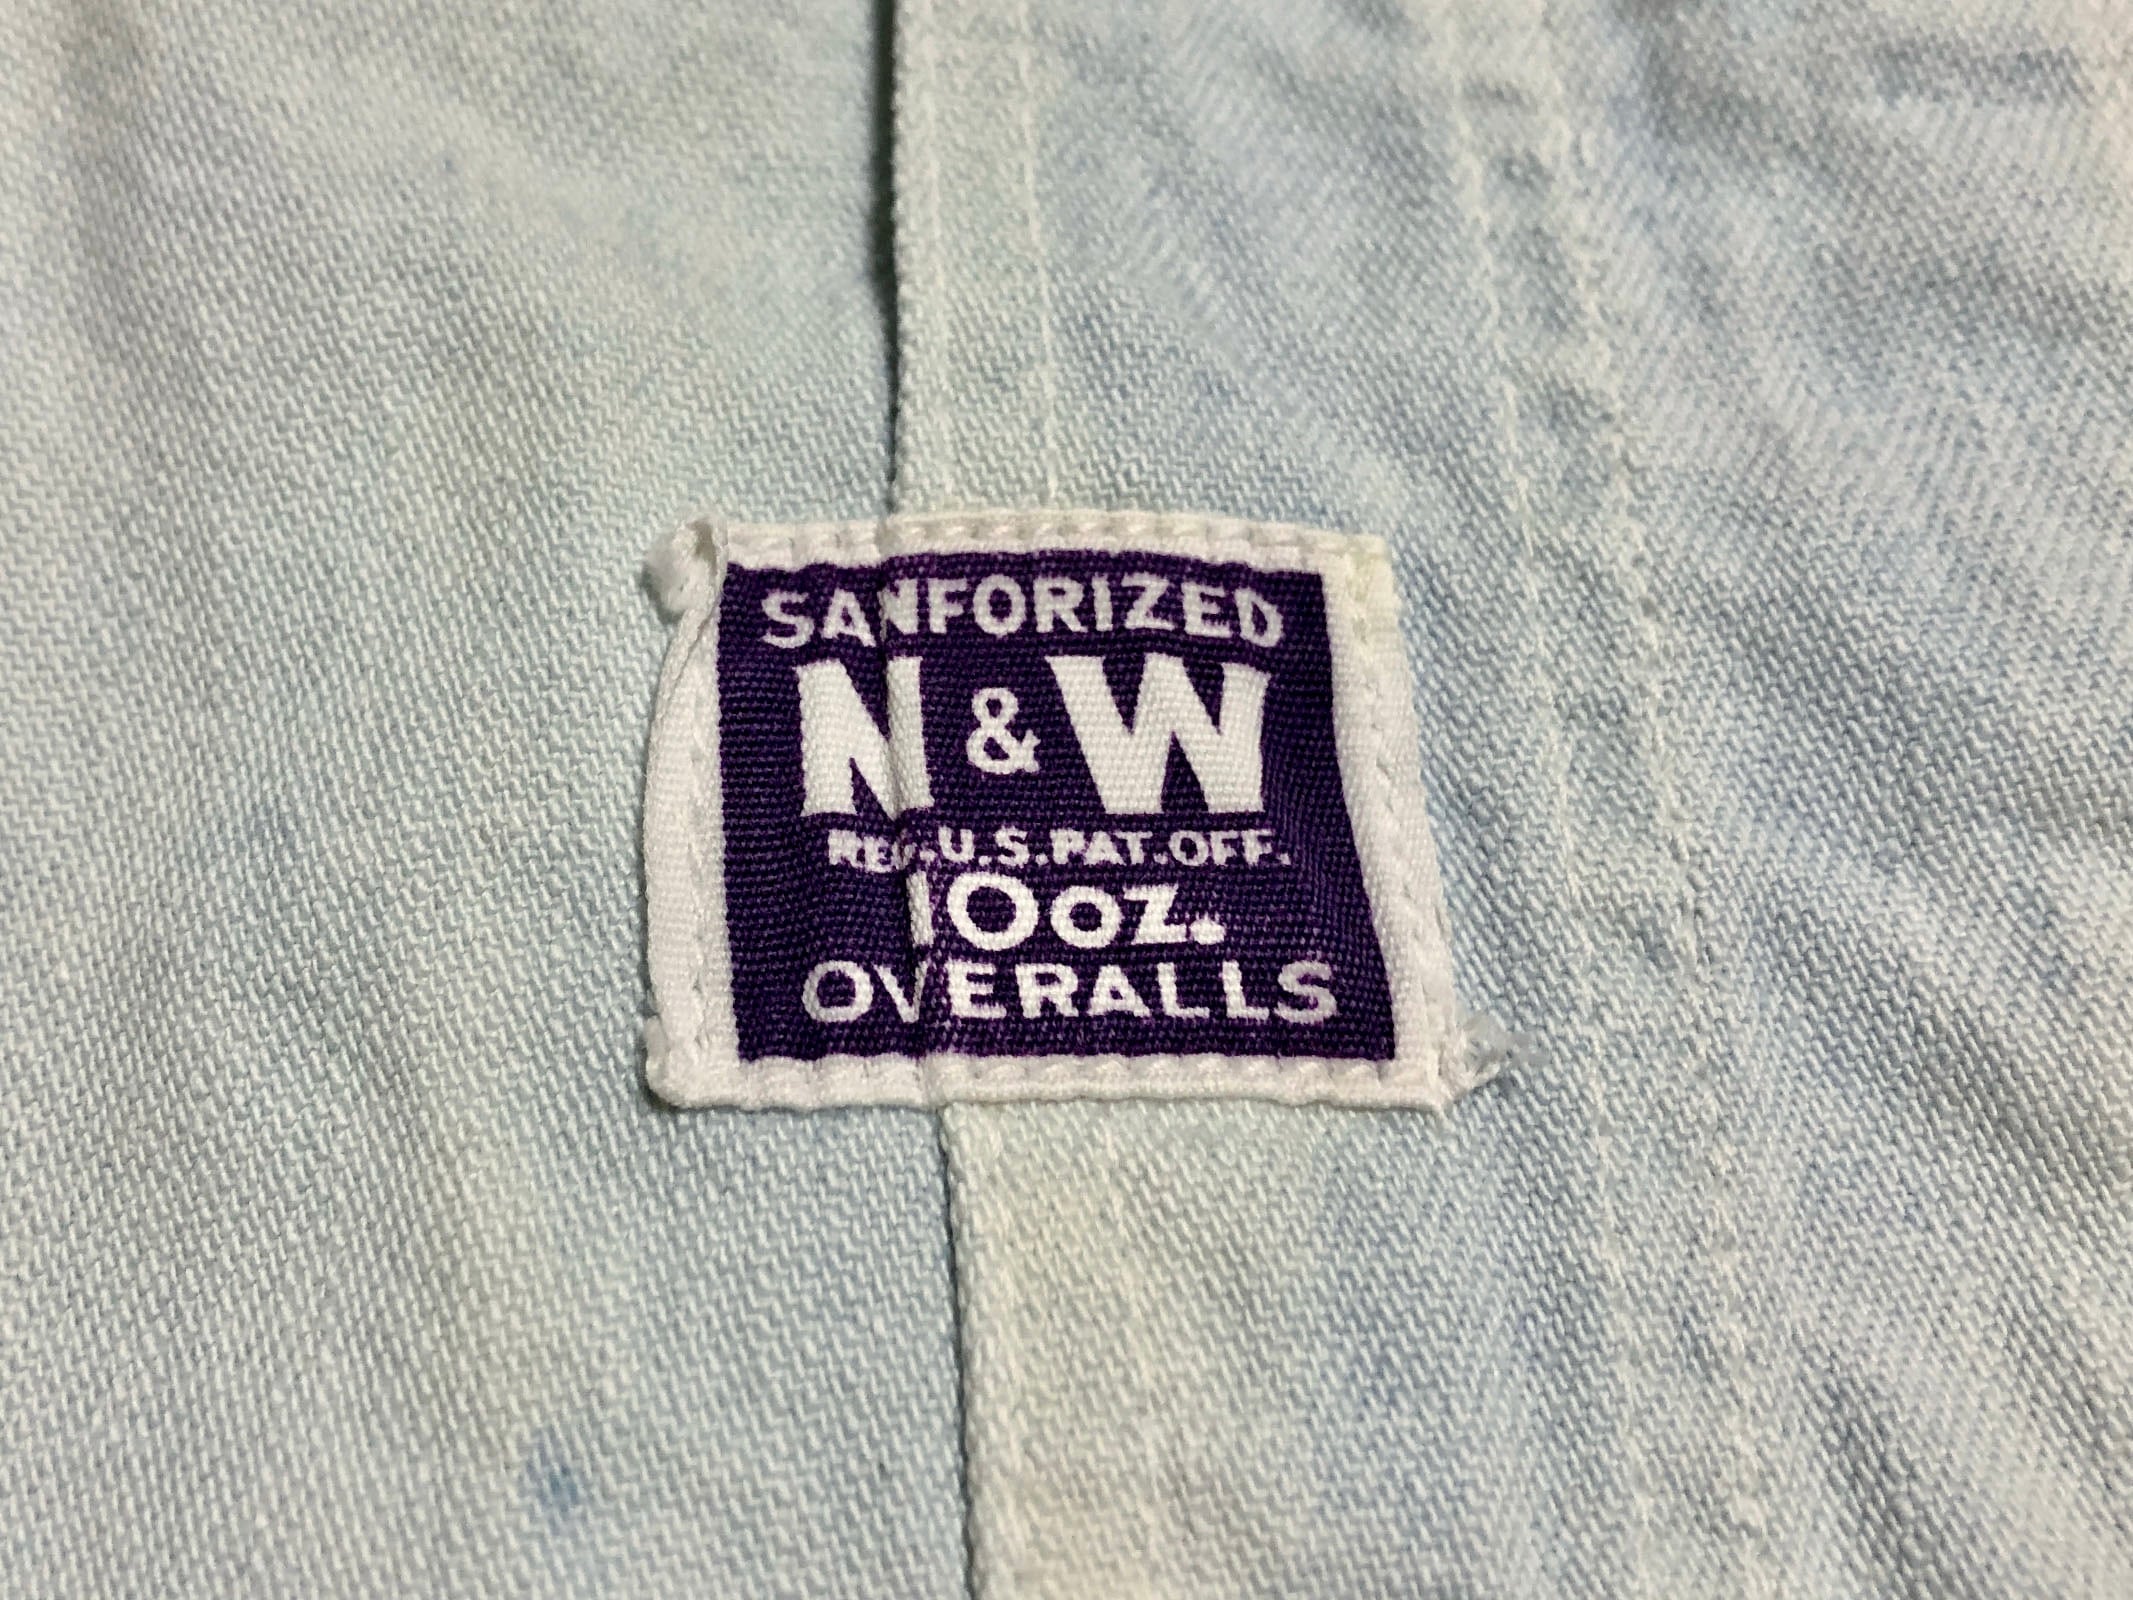 SANFORIZED
N & W
REG.U.S.PAT.OFF.
10oz.
OVERALLS